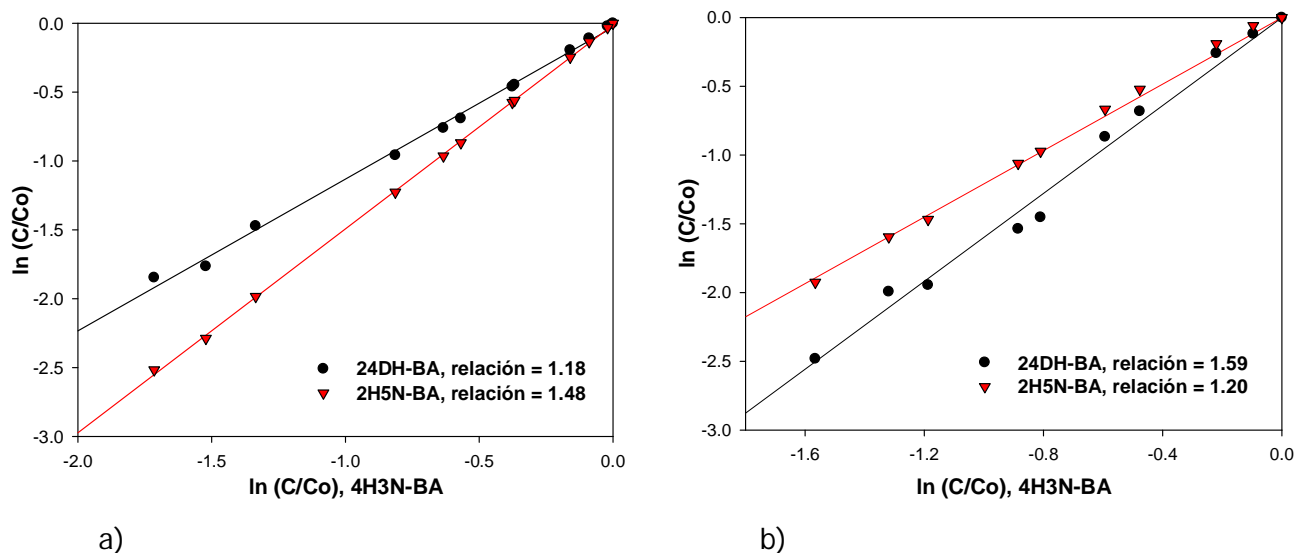 0.0
-0.5
-1.0
-1.5
-2.0
-2.5
-3.0
ln (C/Co)
24DH-BA, relación = 1.18
2H5N-BA, relación = 1.48
-2.0 -1.5 -1.0 -0.5 0.0
ln (C/Co), 4H3N-BA
a)
0.0
-0.5
-1.0
-1.5
-2.0
-2.5
-3.0
ln (C/Co)
24DH-BA, relación = 1.59
2H5N-BA, relación = 1.20
-1.6 -1.2 -0.8 -0.4 0.0
ln (C/Co), 4H3N-BA
b)